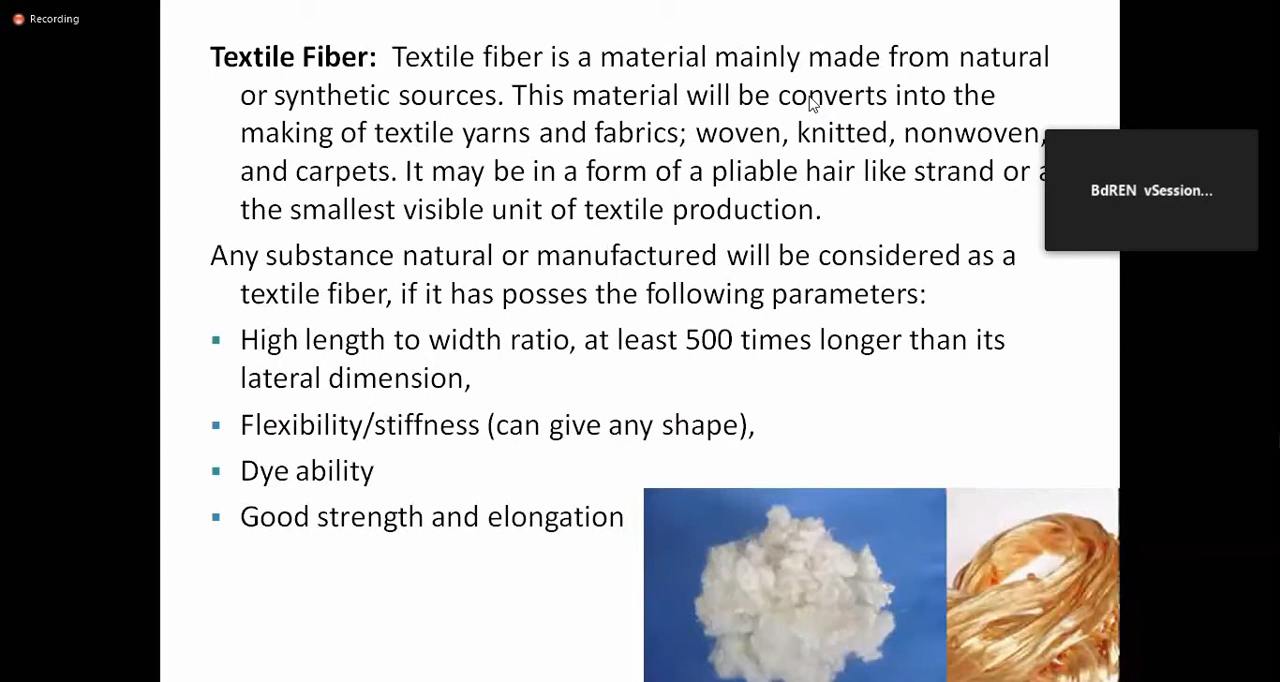 Recording
Textile Fiber: Textile fiber is a material mainly made from natural
or synthetic sources. This material will be converts into the
making of textile yarns and fabrics; woven, knitted, nonwoven,
and carpets. It may be in a form of a pliable hair like strand or a
the smallest visible unit of textile production.
BdREN vSession...
Any substance natural or manufactured will be considered as a
textile fiber, if it has posses the following parameters:
▪ High length to width ratio, at least 500 times longer than its
lateral dimension,
▪ Flexibility/stiffness (can give any shape),
▪ Dye ability
▪ Good strength and elongation